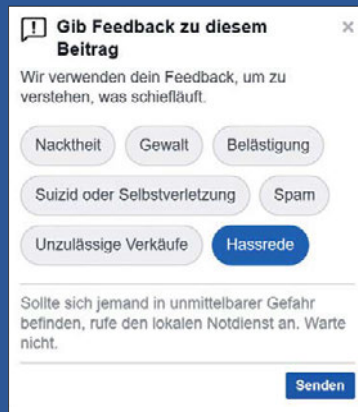 Gib Feedback zu diesem
Beitrag
Wir verwenden dein Feedback, um zu
verstehen, was schiefläuft.
Nacktheit Gewalt Belästigung
Suizid oder Selbstverletzung Spam
Unzulässige Verkäufe Hassrede
Sollte sich jemand in unmittelbarer Gefahr
befinden, rufe den lokalen Notdienst an. Warte
nicht.
Senden